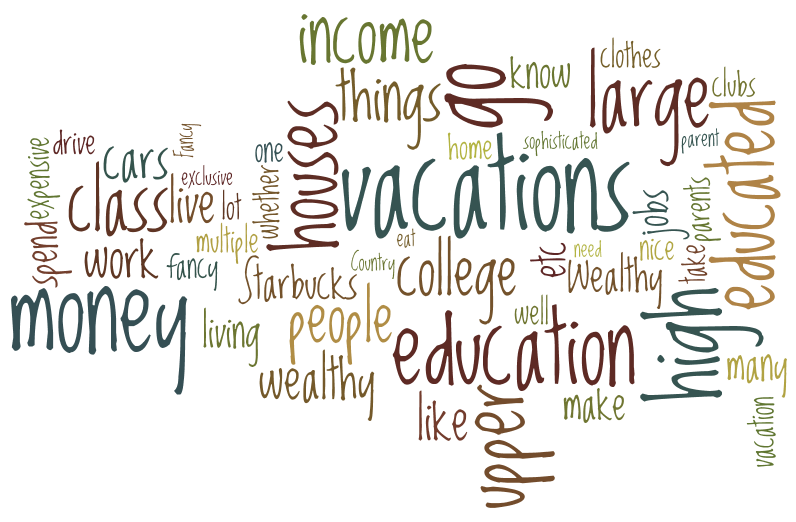 income
things
go
know
clothes
large
clubs
drive
Fancy
cars
one
houses
home
sophisticated
parent
educated
expensive
class
exclusive
live
lot
whether
vacations
jobs
parents
spend
work
multiple
fancy
Starbucks
Country
eat
college
etc
need
Wealthy
nice
take
money
living
people
well
education
high
many
wealthy
like
upper
make
vacation